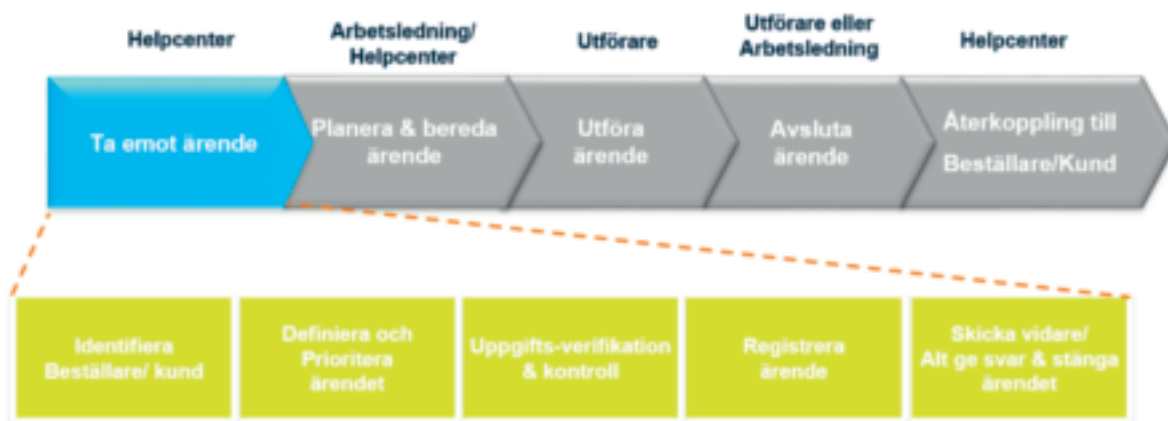 Helpcenter
Arbetsledning/
Helpcenter
Utförare
Utförare eller
Arbetsledning
Helpcenter
Ta emot ärende
Planera & bereda
ärende
Utföra
ärende
Avsluta
ärende
Återkoppling till
Beställare/Kund
Identifiera
Beställare/ kund
Definiera och
Prioritera
ärendet
Uppgifts-verifikation
& kontroll
Registrera
ärende
Skicka vidare/
Alt ge svar & stänga
ärendet